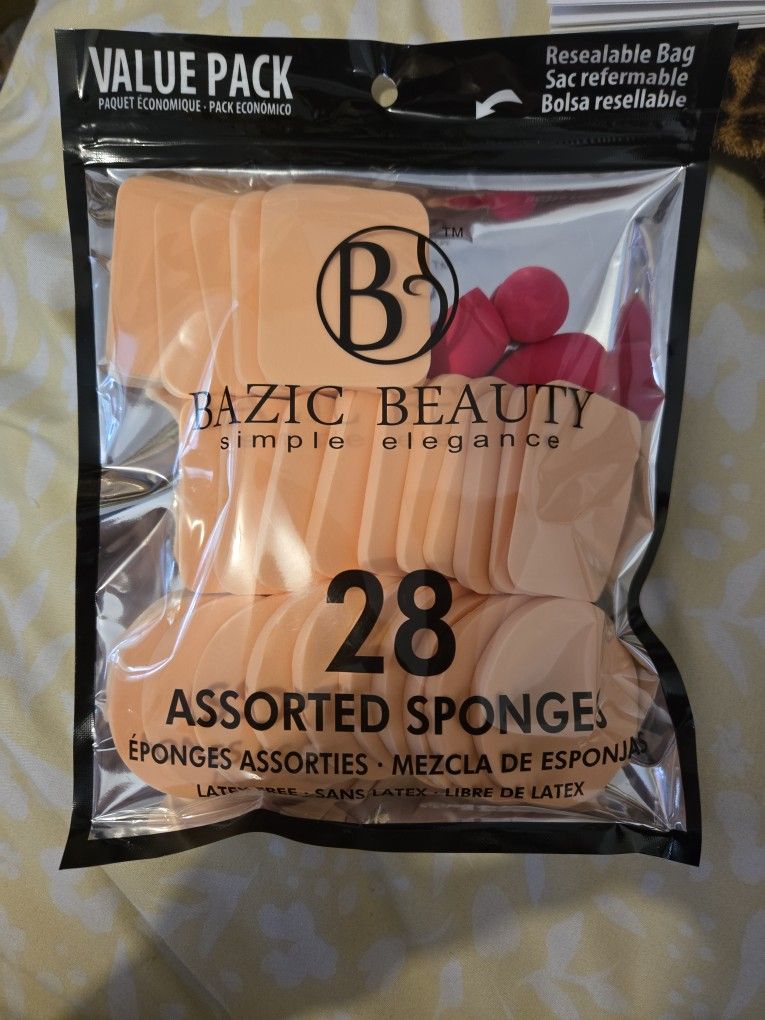 VALUE PACK
PAQUET ÉCONOMIQUE · PACK ECONÓMICO
Resealable Bag
Sac refermable
Bolsa resellable
B
TM
BAZIC BEAUTY
simple elegance
28
ASSORTED SPONGES
ÉPONGES ASSORTIES · MEZCLA DE ESPONJAS
LATEX FREE · SANS LATEX · LIBRE DE LATEX